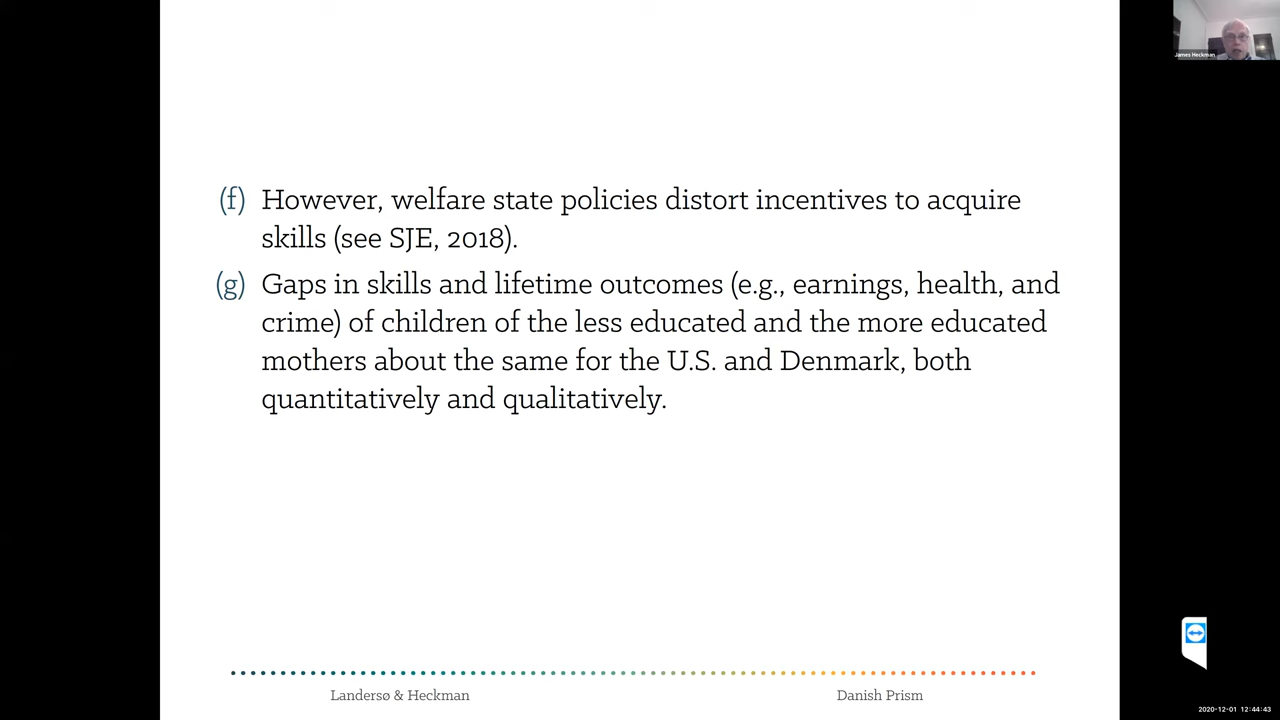 James Heckman
(f) However, welfare state policies distort incentives to acquire
skills (see SJE, 2018).
(g) Gaps in skills and lifetime outcomes (e.g., earnings, health, and
crime) of children of the less educated and the more educated
mothers about the same for the U.S. and Denmark, both
quantitatively and qualitatively.
Landersø & Heckman
Danish Prism
2020-12-01 12:44:43